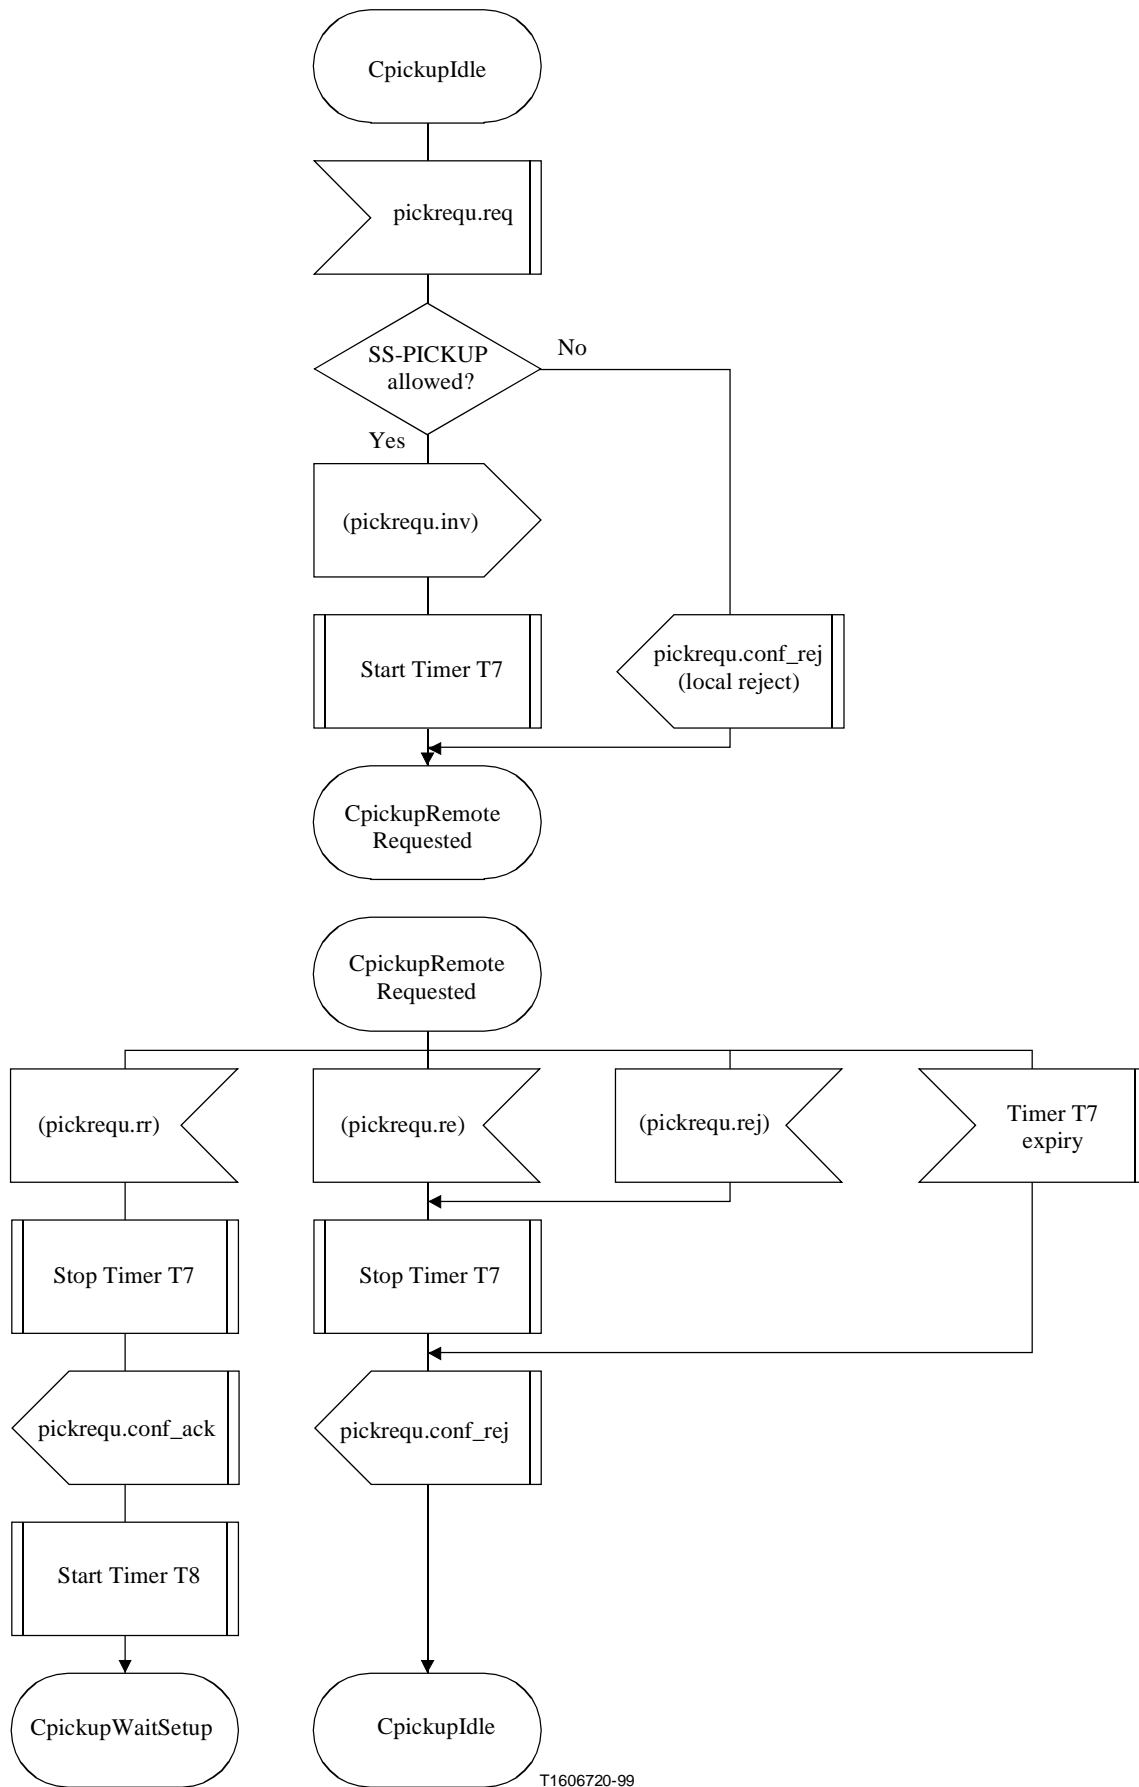 CpickupIdle
pickrequ.req
SS-PICKUP
allowed?
No
Yes
(pickrequ.inv)
Start Timer T7
pickrequ.conf_rej
(local reject)
CpickupRemote
Requested
CpickupRemote
Requested
(pickrequ.rr)
(pickrequ.re)
(pickrequ.rej)
Timer T7
expiry
Stop Timer T7
Stop Timer T7
pickrequ.conf_ack
pickrequ.conf_rej
Start Timer T8
CpickupWaitSetup
CpickupIdle
T1606720-99